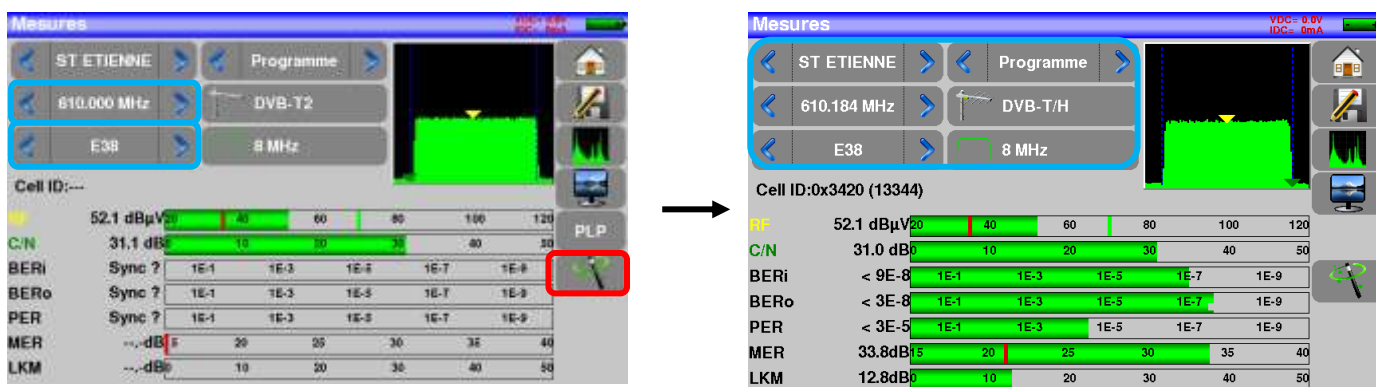 Mesures
ST ETIENNE Programme
610.000 MHz DVB-T2
E38 8 MHz
Cell ID:---
52.1 dBµV 20 40 60 80 100 120
PLP
C/N 31.1 dB 0 10 20 30 40 50
BERi Sync ? 1E-1 1E-3 1E-5 1E-7 1E-9
BERo Sync ? 1E-1 1E-3 1E-5 1E-7 1E-9
PER Sync ? 1E-1 1E-3 1E-5 1E-7 1E-9
MER --.-dB 5 20 25 30 35 40
LKM --.-dB 0 10 20 30 40 50
Mesures
VDC= 0.0V
IDC= 0mA
ST ETIENNE Programme
610.184 MHz DVB-T/H
E38 8 MHz
Cell ID:0x3420 (13344)
RF 52.1 dBµV 20 40 60 80 100 120
C/N 31.0 dB 0 10 20 30 40 50
BERi < 9E-8 1E-1 1E-3 1E-5 1E-7 1E-9
BERo < 3E-8 1E-1 1E-3 1E-5 1E-7 1E-9
PER < 3E-5 1E-1 1E-3 1E-5 1E-7 1E-9
MER 33.8dB 15 20 25 30 35 40
LKM 12.8dB 0 10 20 30 40 50